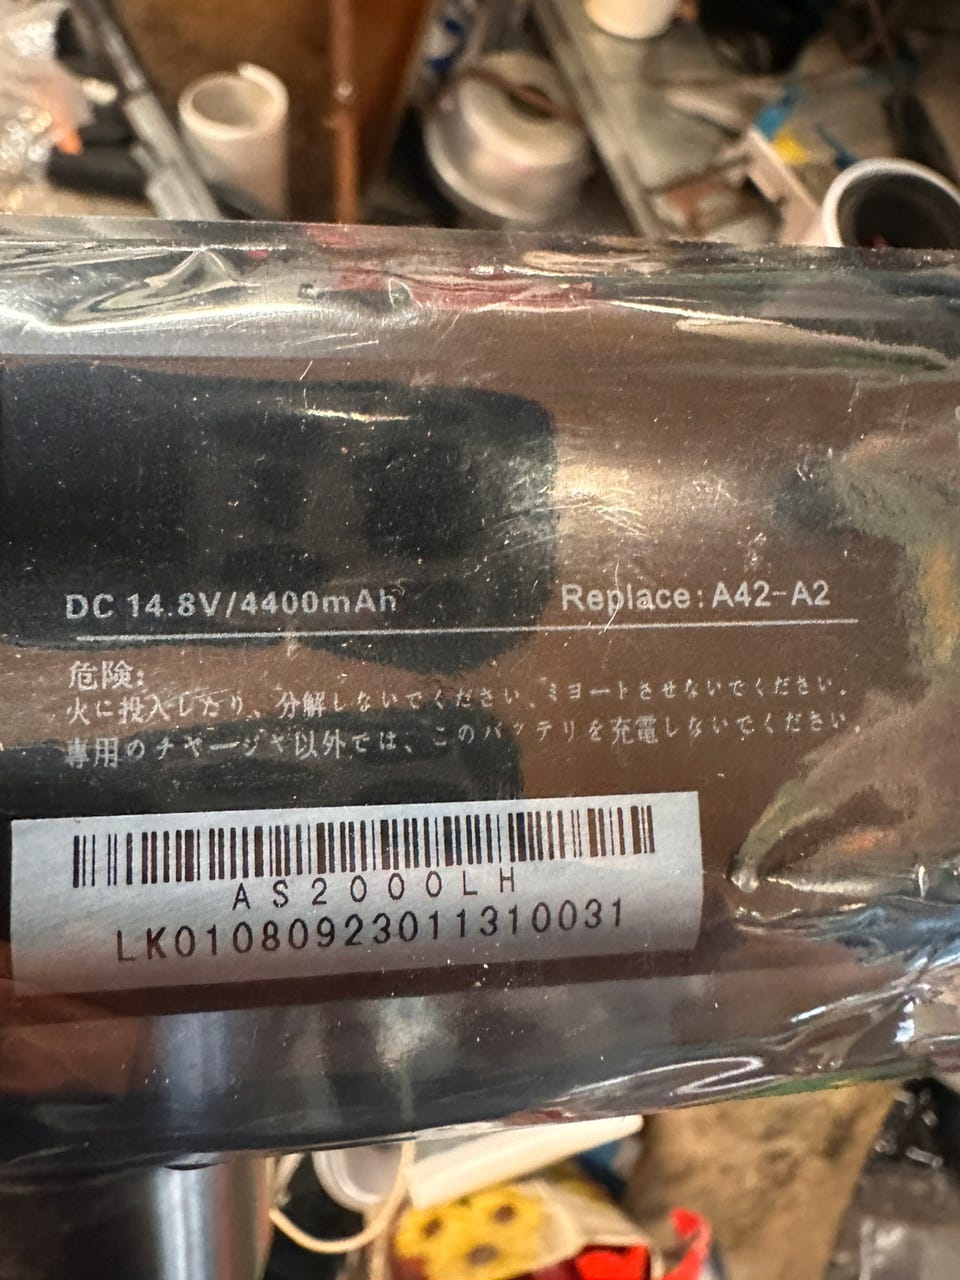 DC 14.8V/4400mAh
Replace: A42-A2
危険:
火に投入したり、分解しないでください、ミヨートさせないでください。
專用のチャージャ以外では、このバッテリを充電しないでください。
AS2000LH
LK01080923011310031